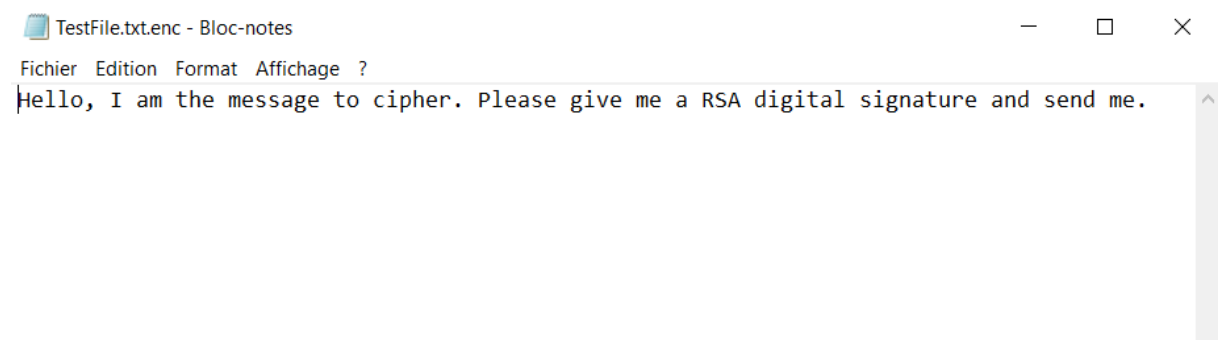 TestFile.txt.enc - Bloc-notes
Fichier Edition Format Affichage ?
Hello, I am the message to cipher. Please give me a RSA digital signature and send me.